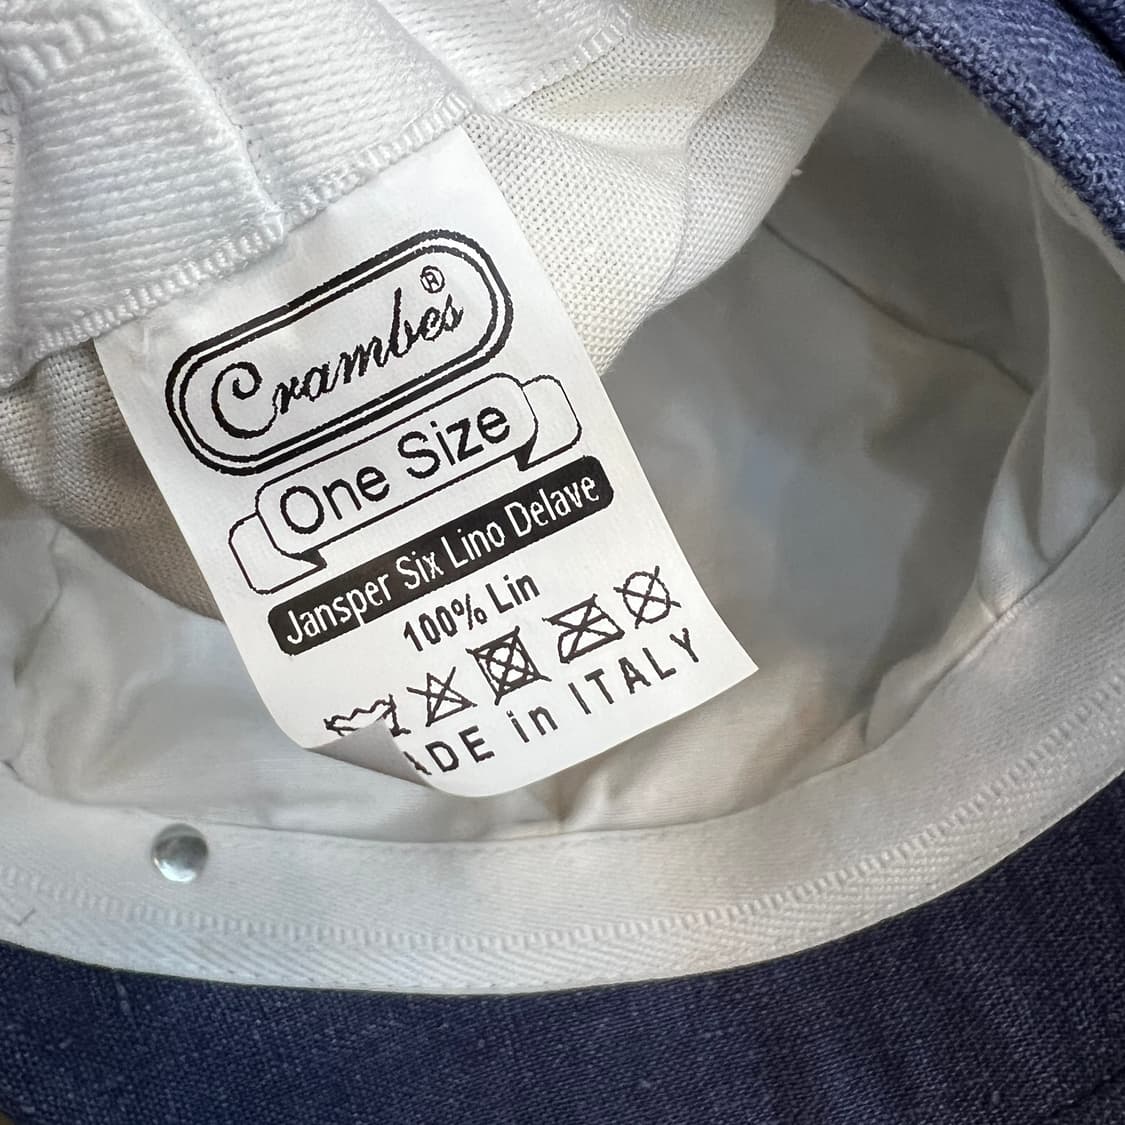 Crambes®
One Size
Jansper Six Lino Delave
100% Lin
ADE in ITALY